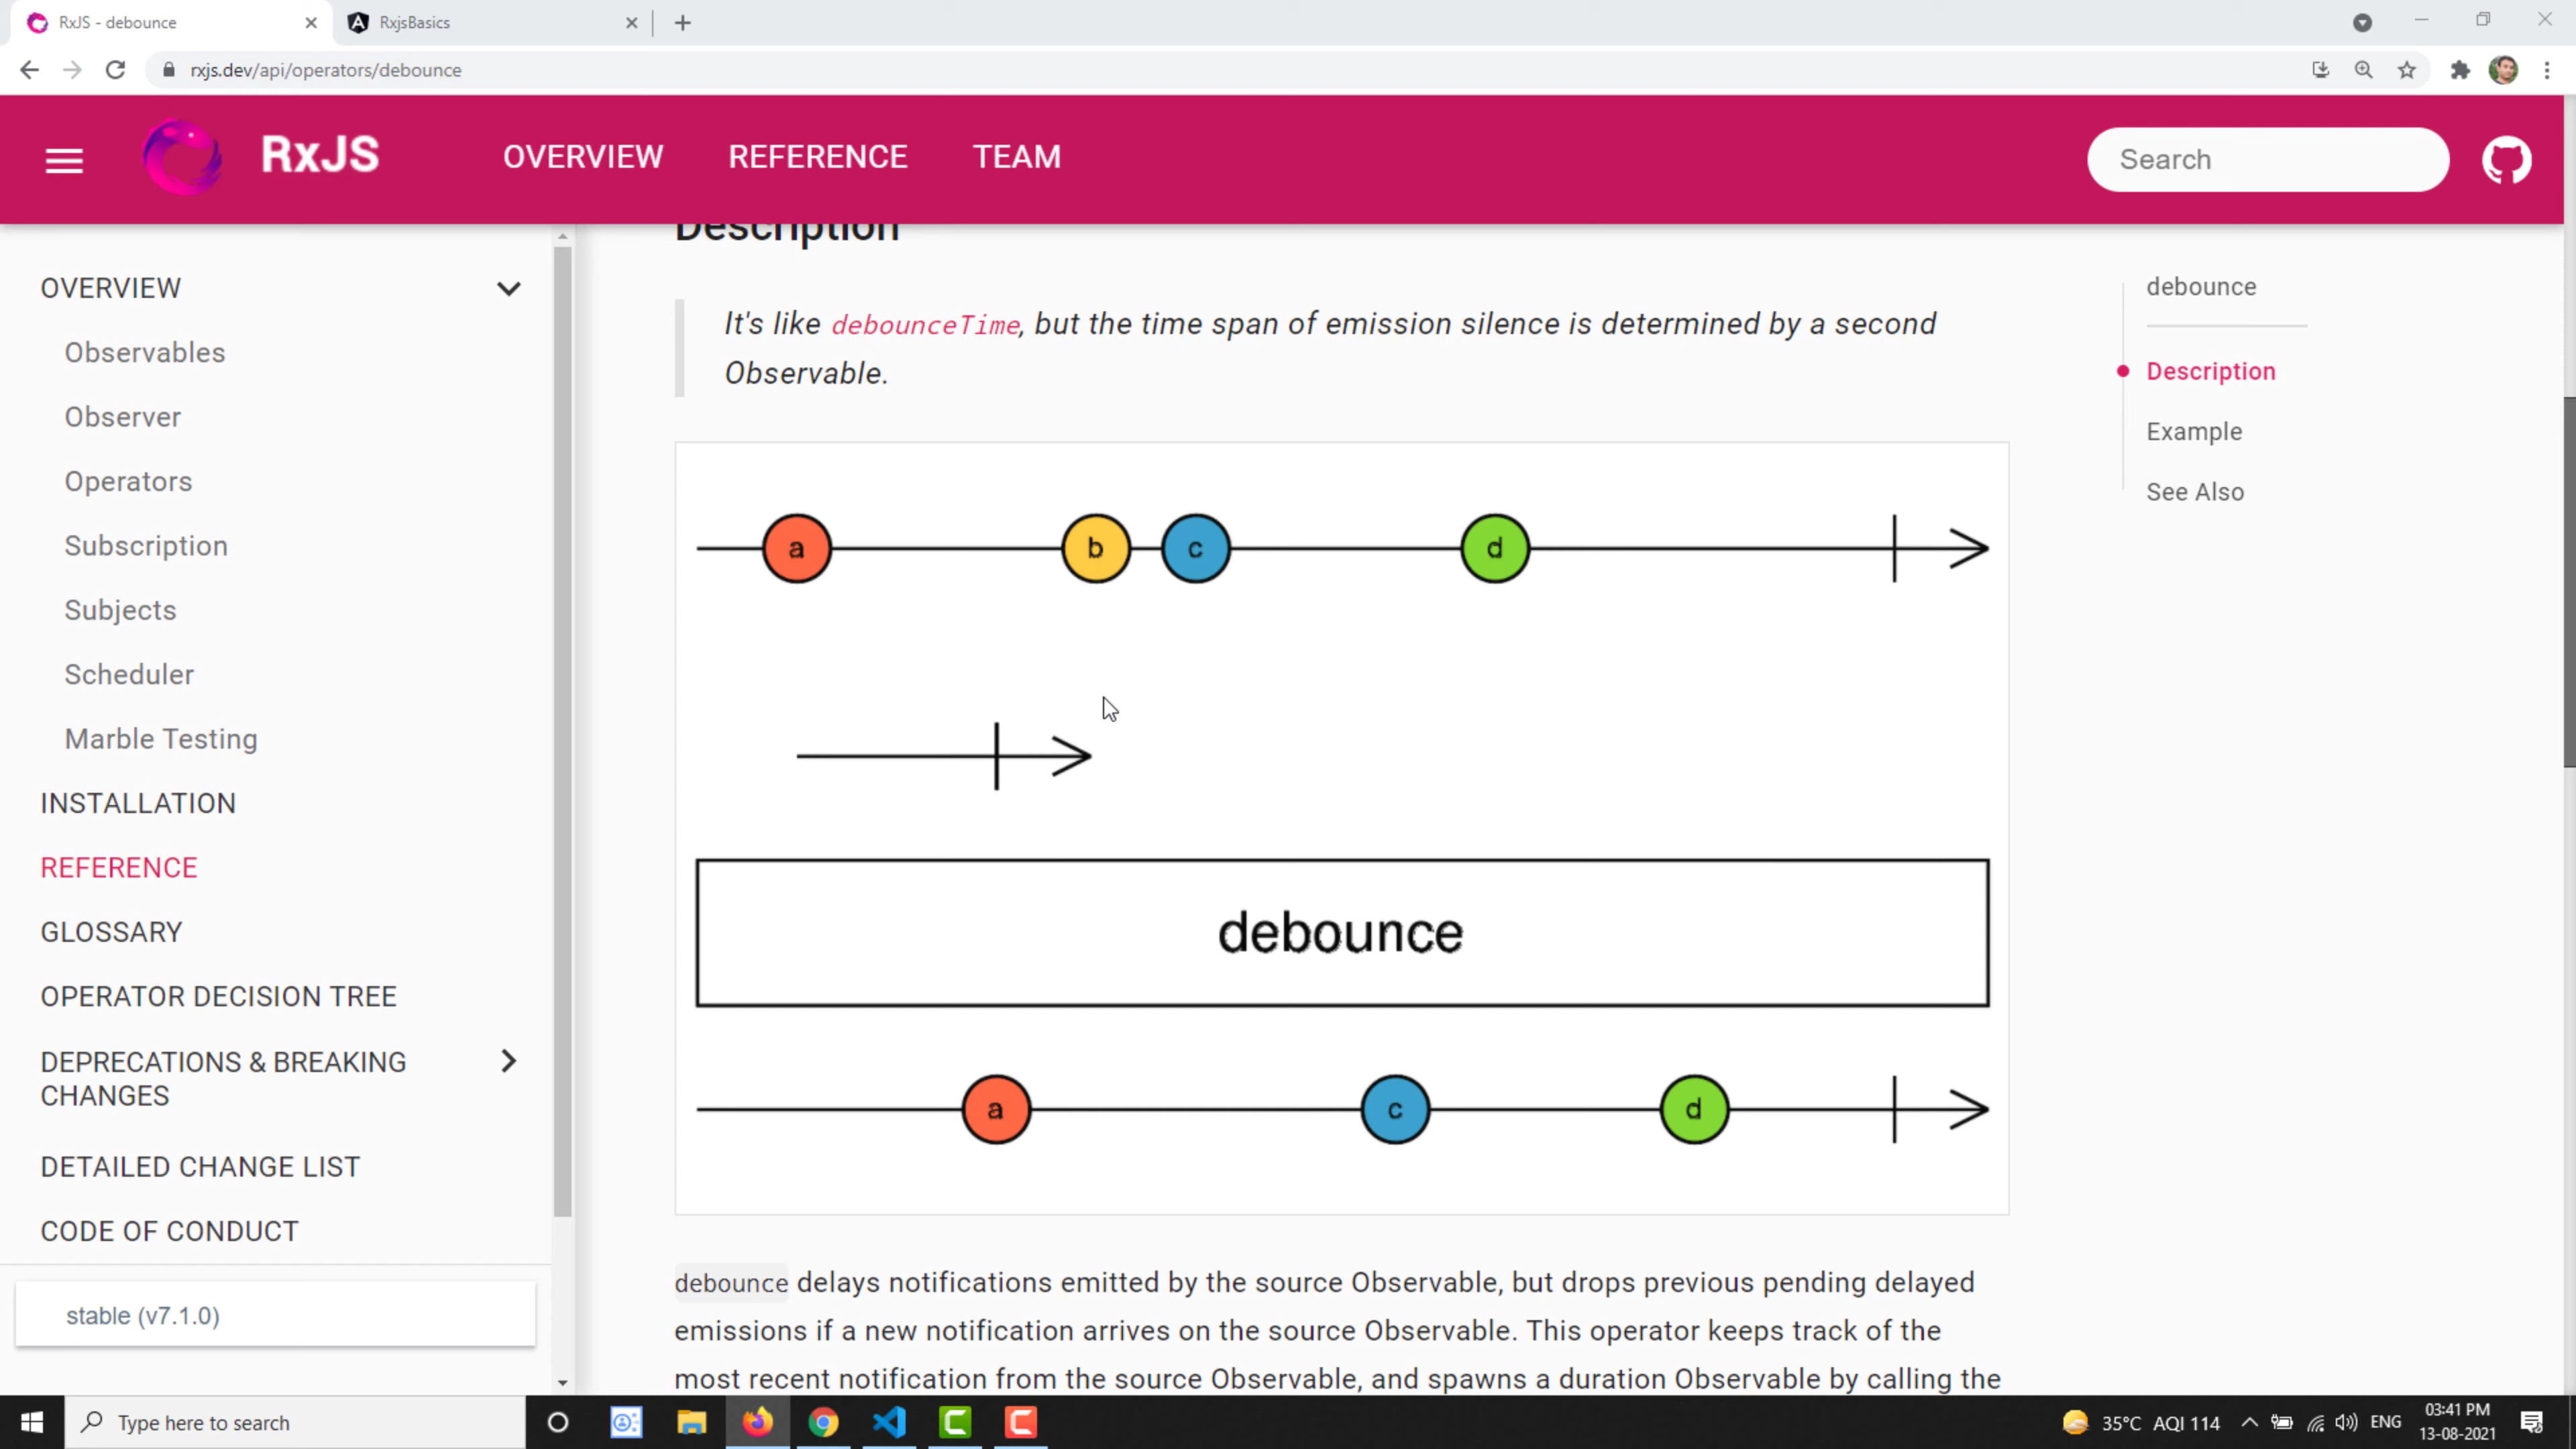 RxJS - debounce
RxjsBasics
rxjs.dev/api/operators/debounce
RxJS
OVERVIEW
REFERENCE
TEAM
Search
OVERVIEW
Observables
Observer
Operators
Subscription
Subjects
Scheduler
Marble Testing
INSTALLATION
REFERENCE
GLOSSARY
OPERATOR DECISION TREE
DEPRECATIONS & BREAKING
CHANGES
DETAILED CHANGE LIST
CODE OF CONDUCT
stable (v7.1.0)
Description
It's like debounceTime, but the time span of emission silence is determined by a second
Observable.
a b c d
debounce
a c d
debounce delays notifications emitted by the source Observable, but drops previous pending delayed
emissions if a new notification arrives on the source Observable. This operator keeps track of the
most recent notification from the source Observable, and spawns a duration Observable by calling the
debounce
Description
Example
See Also
Type here to search
35°C AQI 114
ENG
03:41 PM
13-08-2021